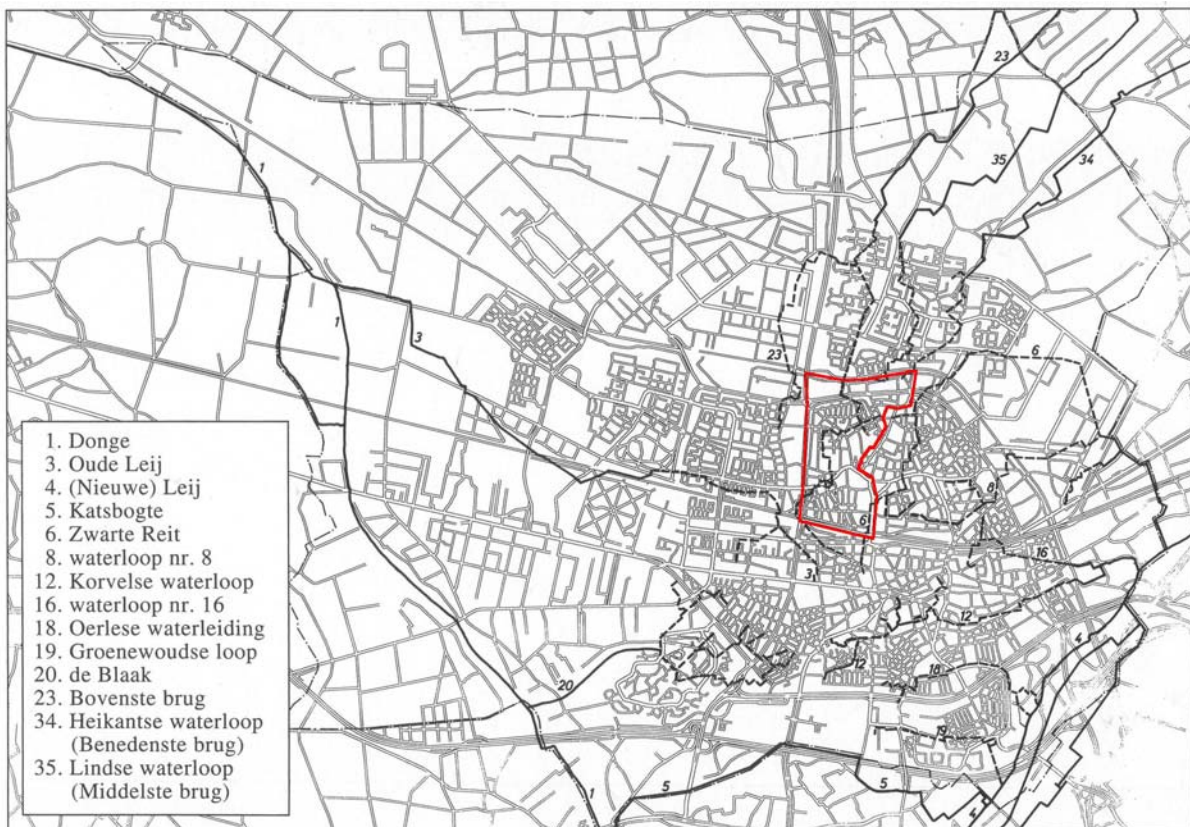 23
35
34
1
1
3
23
6
8
6
16
3
12
4
12
18
20
19
5
5
4
1
1. Donge
3. Oude Leij
4. (Nieuwe) Leij
5. Katsbogte
6. Zwarte Reit
8. waterloop nr. 8
12. Korvelse waterloop
16. waterloop nr. 16
18. Oerlese waterleiding
19. Groenewoudse loop
20. de Blaak
23. Bovenste brug
34. Heikantse waterloop
(Benedenste brug)
35. Lindse waterloop
(Middelste brug)